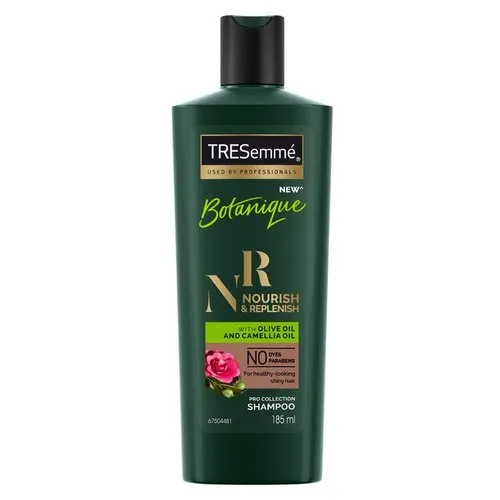 TRESemmé®
USED BY PROFESSIONALS
NEW^
Botanique
NR
NOURISH
& REPLENISH
WITH OLIVE OIL
AND CAMELLIA OIL
NO DYES
PARABENS
For healthy-looking
shiny hair
PRO COLLECTION
SHAMPOO
67504461
185 ml